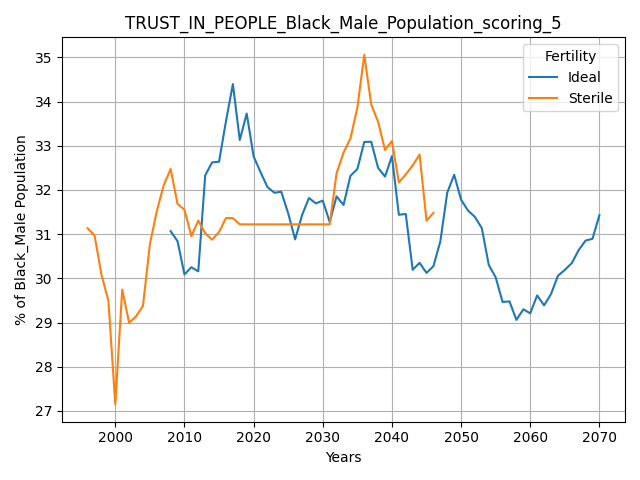 TRUST_IN_PEOPLE_Black_Male_Population_scoring_5
Fertility
Ideal
Sterile
% of Black_Male Population
35
34
33
32
31
30
29
28
27
2000
2010
2020
2030
2040
2050
2060
2070
Years